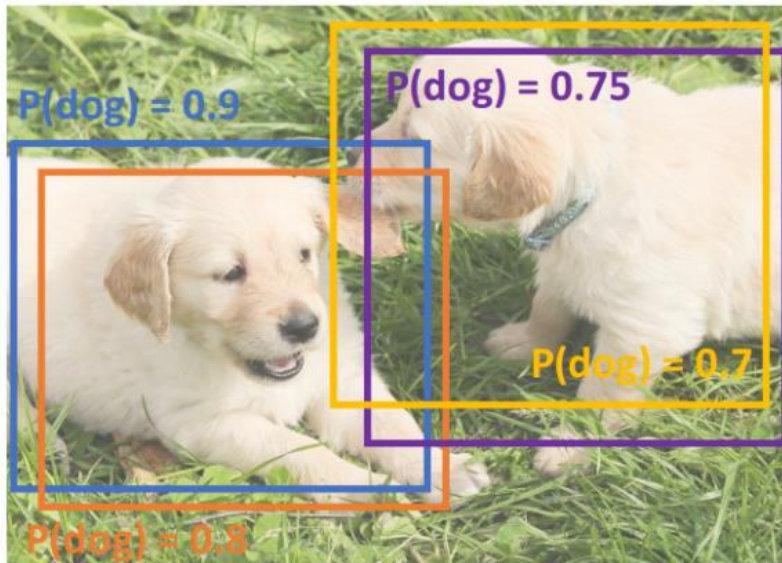 P(dog) = 0.75
P(dog) = 0.9
P(dog) = 0.7
P(dog) = 0.8